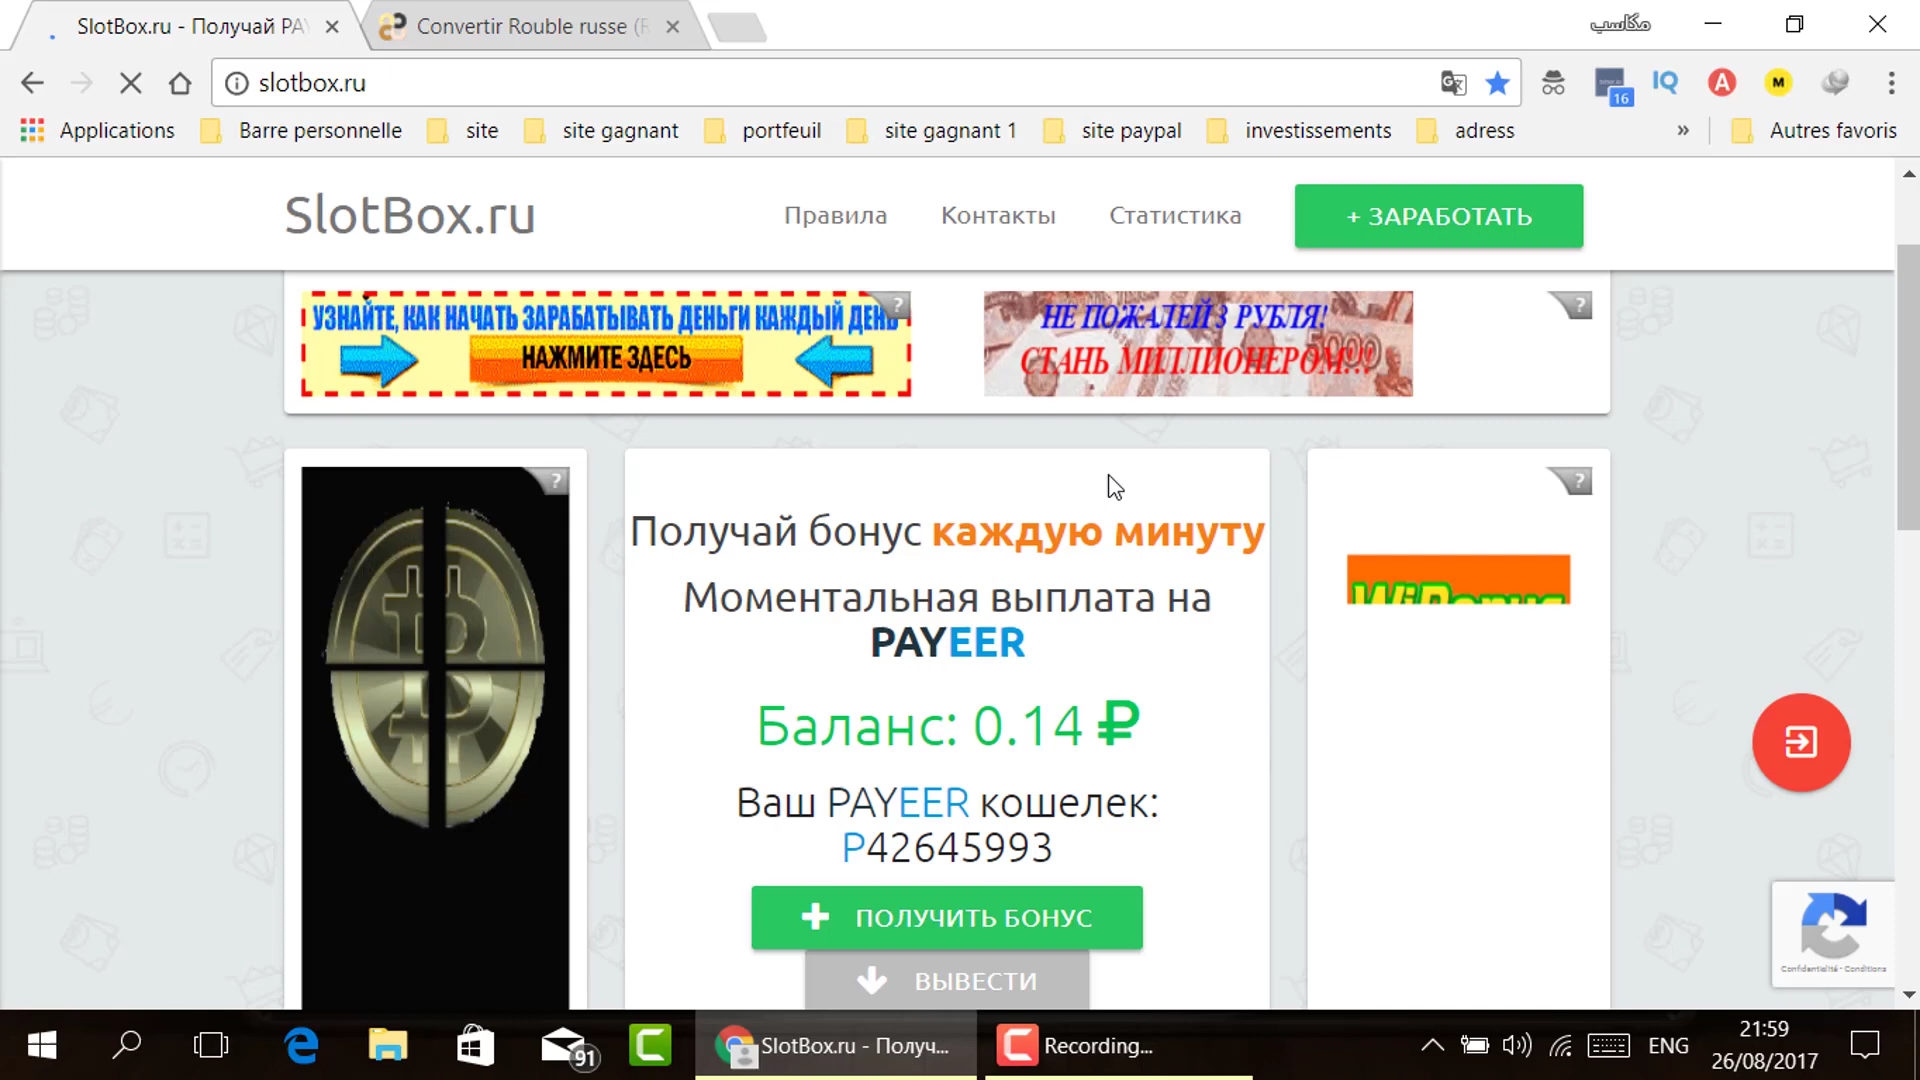 SlotBox.ru - Получай PA
Convertir Rouble russe (R
مكاسب
slotbox.ru
16
IQ
A
M
Applications
Barre personnelle
site
site gagnant
portfeuil
site gagnant 1
site paypal
investissements
adress
»
Autres favoris
SlotBox.ru
Правила
Контакты
Статистика
+ ЗАРАБОТАТЬ
УЗНАЙТЕ, КАК НАЧАТЬ ЗАРАБАТЫВАТЬ ДЕНЬГИ КАЖДЫЙ ДЕНЬ
НАЖМИТЕ ЗДЕСЬ
?
НЕ ПОЖАЛЕЙ 3 РУБЛЯ!
СТАНЬ МИЛЛИОНЕРОМ!!!
?
?
?
Получай бонус каждую минуту
Моментальная выплата на
PAYEER
Баланс: 0.14 ₽
Ваш PAYEER кошелек:
P42645993
ПОЛУЧИТЬ БОНУС
ВЫВЕСТИ
WiBonus
Confidentialité - Conditions
91
SlotBox.ru - Получ...
Recording...
ENG
21:59
26/08/2017